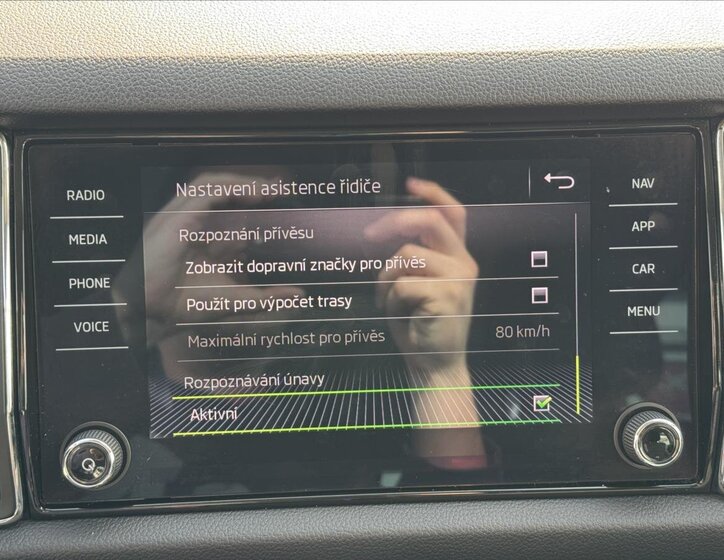 RADIO
MEDIA
PHONE
VOICE
Nastavení asistence řidiče
Rozpoznání přívěsu
Zobrazit dopravní značky pro přívěs
Použít pro výpočet trasy
Maximální rychlost pro přívěs 80 km/h
Rozpoznávání únavy
Aktivní
NAV
APP
CAR
MENU